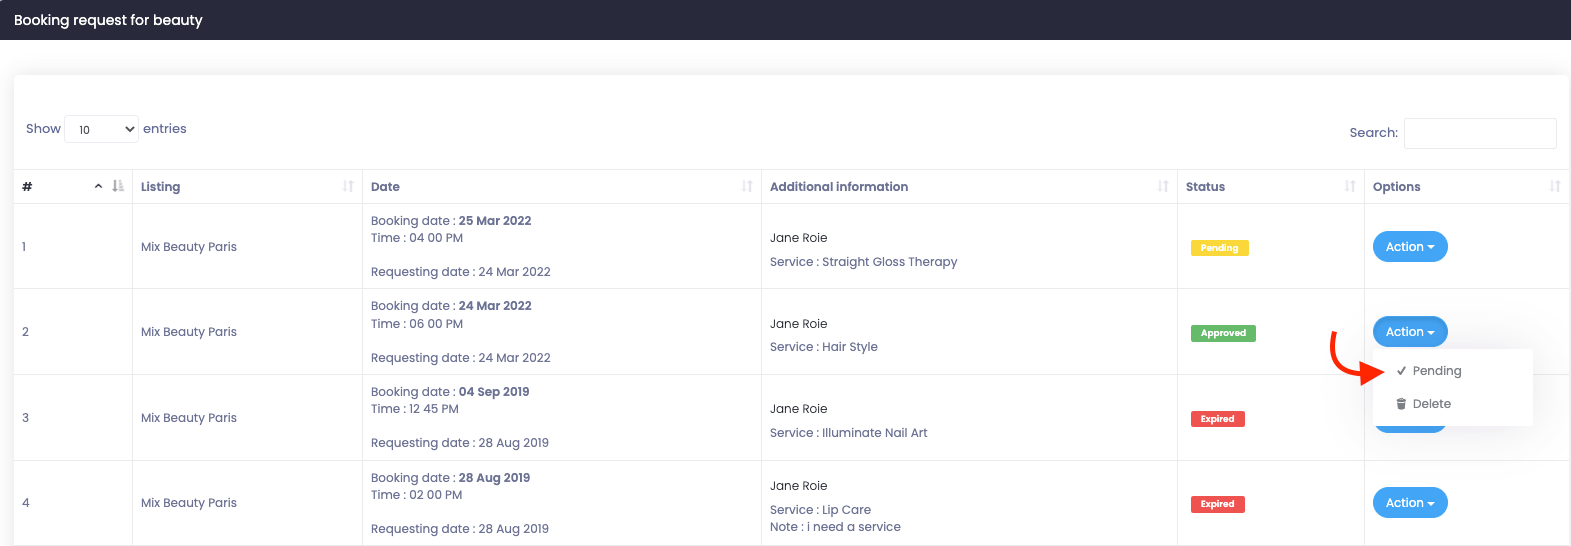 Booking request for beauty
Show 10 entries
Search:
# Listing Date Additional information Status Options
1 Mix Beauty Paris
Booking date : 25 Mar 2022
Time : 04 00 PM
Requesting date : 24 Mar 2022
Jane Roie
Service : Straight Gloss Therapy
Pending
Action
2 Mix Beauty Paris
Booking date : 24 Mar 2022
Time : 06 00 PM
Requesting date : 24 Mar 2022
Jane Roie
Service : Hair Style
Approved
Action
Pending
Delete
3 Mix Beauty Paris
Booking date : 04 Sep 2019
Time : 12 45 PM
Requesting date : 28 Aug 2019
Jane Roie
Service : Illuminate Nail Art
Expired
4 Mix Beauty Paris
Booking date : 28 Aug 2019
Time : 02 00 PM
Requesting date : 28 Aug 2019
Jane Roie
Service : Lip Care
Note : i need a service
Expired
Action